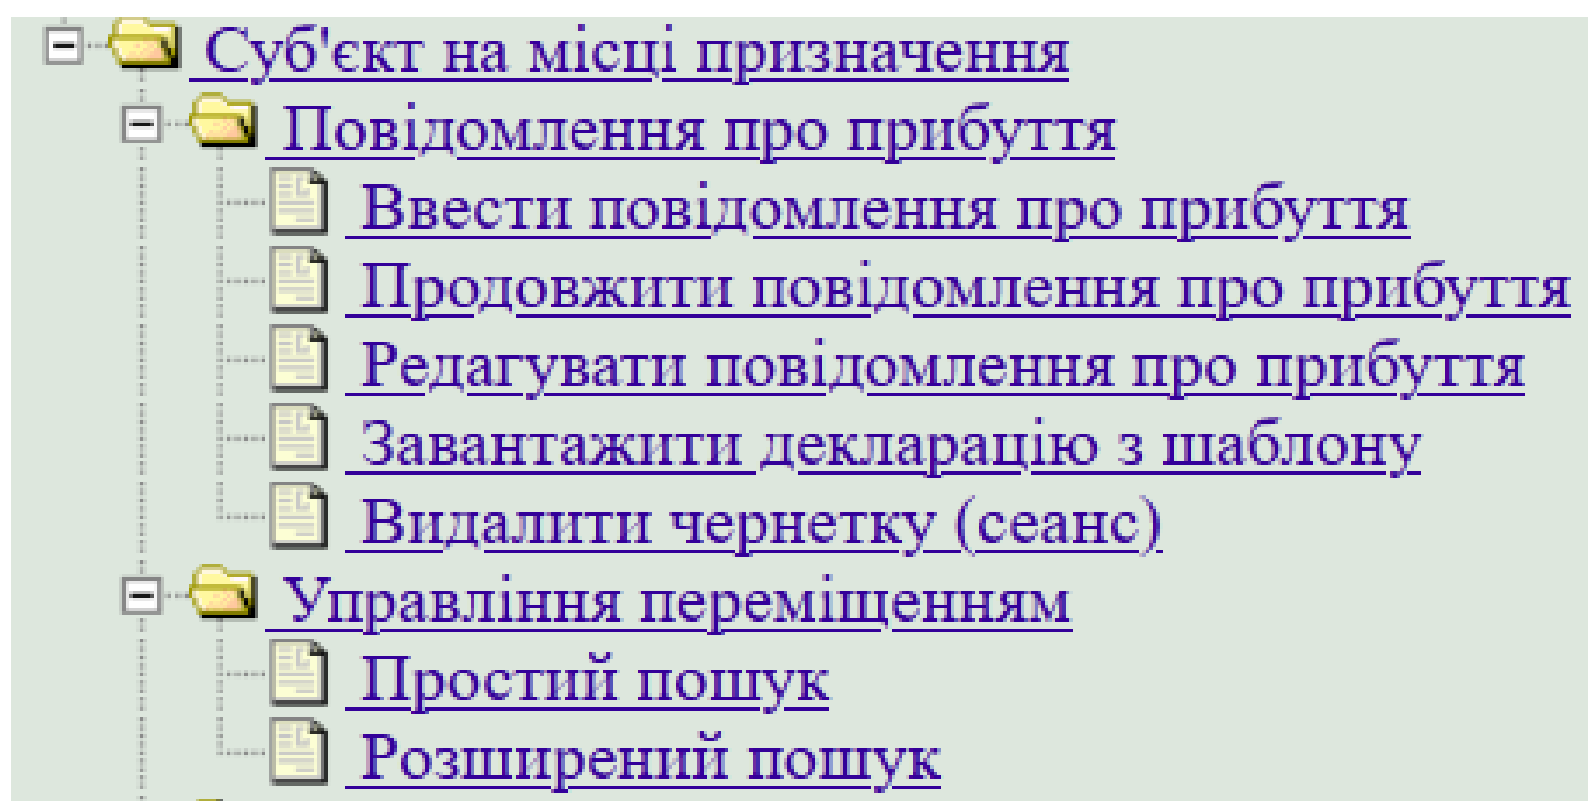 Суб'єкт на місці призначення
Повідомлення про прибуття
Ввести повідомлення про прибуття
Продовжити повідомлення про прибуття
Редагувати повідомлення про прибуття
Завантажити декларацію з шаблону
Видалити чернетку (сеанс)
Управління переміщенням
Простий пошук
Розширений пошук